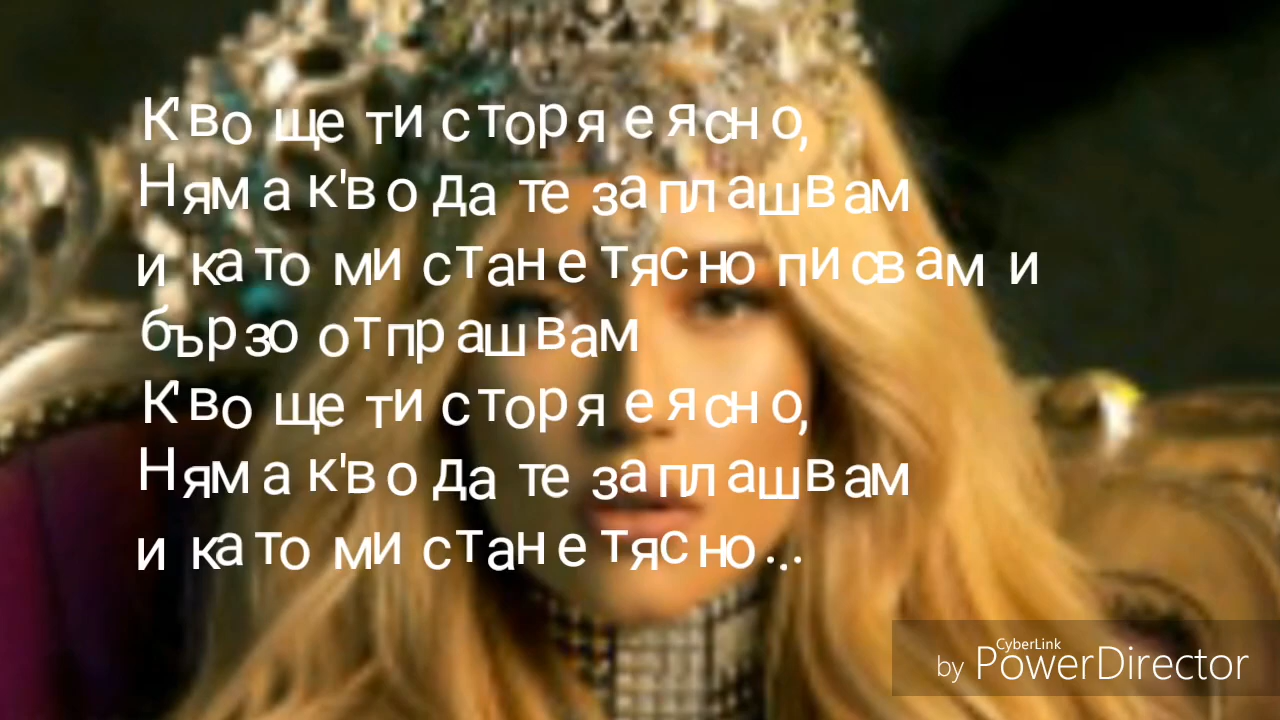 К'во ще ти сторя е ясно,
Няма к'во да те заплашвам
и като ми стане тясно писвам и
бързо отпрашвам
К'во ще ти сторя е ясно,
Няма к'во да те заплашвам
и като ми стане тясно...
CyberLink
by PowerDirector